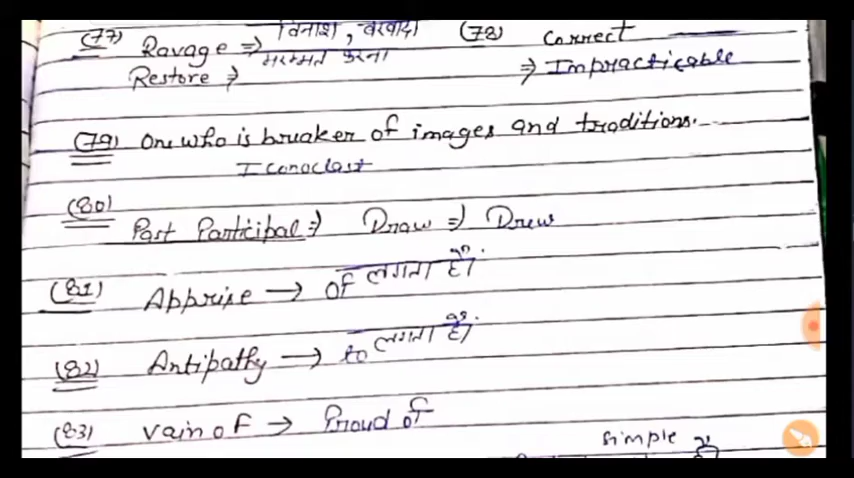 (77) Ravage ⇒ विनाश, बरबादी (78) Correct
Restore ⇒ मरम्मत करना ⇒ Impracticable
(79) One who is breaker of images and traditions.
Iconoclast
(80)
Past Participal ⇒ Draw ⇒ Drew
(81) Apprise → of लगता है।
(82) Antipathy → to लगता है।
(83) Vain of → Proud of
simple